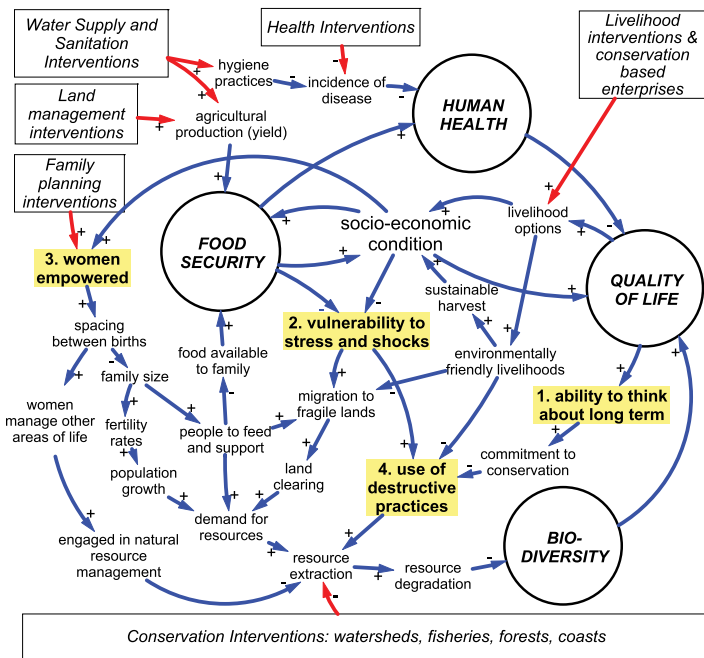 Water Supply and
Sanitation
Interventions
Health Interventions
Livelihood
interventions &
conservation
based
enterprises
hygiene
practices
incidence of
disease
HUMAN
HEALTH
Land
management
interventions
agricultural
production (yield)
Family
planning
interventions
FOOD
SECURITY
socio-economic
condition
livelihood
options
QUALITY
OF LIFE
3. women
empowered
sustainable
harvest
2. vulnerability to
stress and shocks
spacing
between births
food available
to family
environmentally
friendly livelihoods
family size
migration to
fragile lands
1. ability to think
about long term
women
manage other
areas of life
fertility
rates
people to feed
and support
commitment to
conservation
population
growth
land
clearing
4. use of
destructive
practices
demand for
resources
engaged in natural
resource
management
resource
extraction
resource
degradation
BIO-
DIVERSITY
Conservation Interventions: watersheds, fisheries, forests, coasts